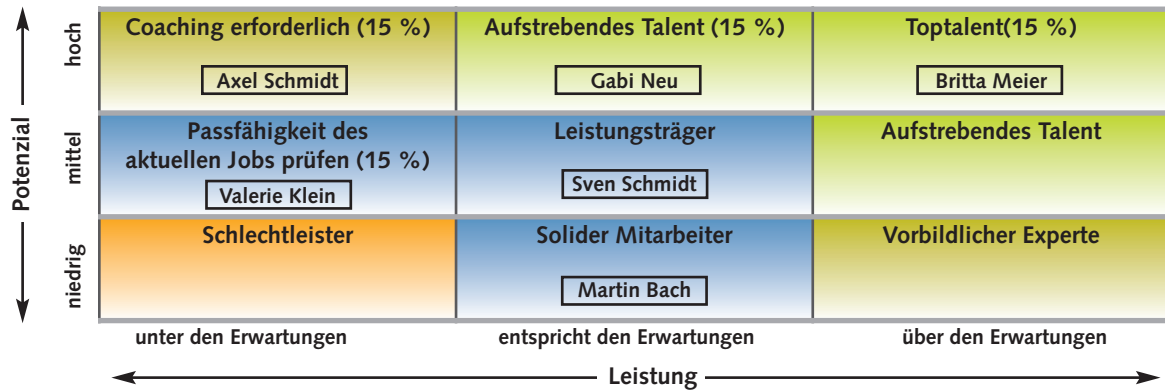 Potenzial
hoch
Coaching erforderlich (15 %)
Axel Schmidt
Aufstrebendes Talent (15 %)
Gabi Neu
Toptalent(15 %)
Britta Meier
mittel
Passfähigkeit des
aktuellen Jobs prüfen (15 %)
Valerie Klein
Leistungsträger
Sven Schmidt
Aufstrebendes Talent
niedrig
Schlechtleister
Solider Mitarbeiter
Martin Bach
Vorbildlicher Experte
unter den Erwartungen
entspricht den Erwartungen
über den Erwartungen
Leistung